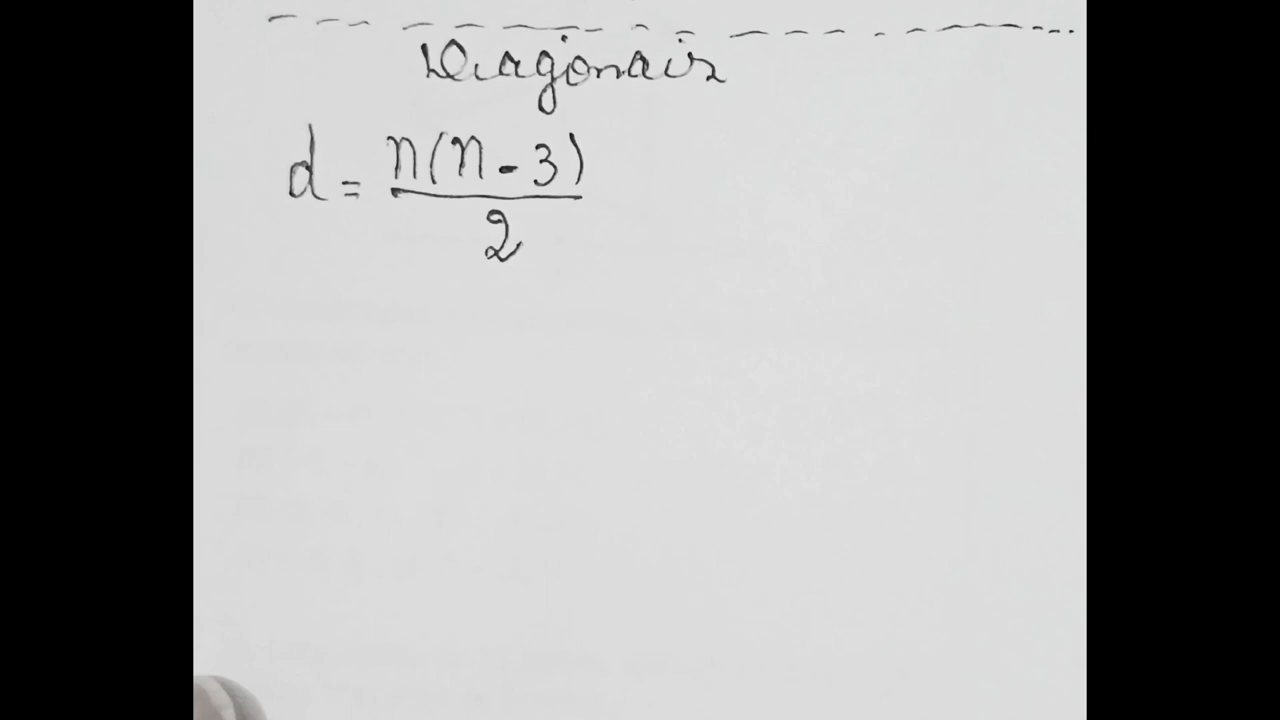 Diagonais
d = n(n - 3)
2